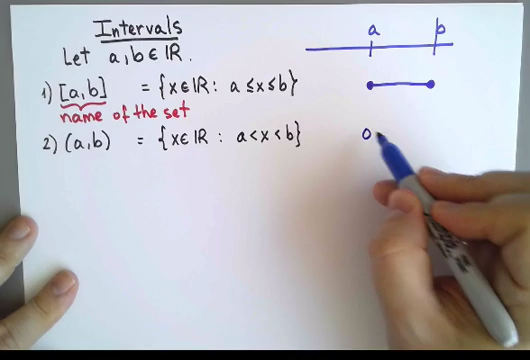 Intervals
Let a, b ∈ ℝ.
a b
1) [a, b] = {x ∈ ℝ : a ≤ x ≤ b}
name of the set
2) (a, b) = {x ∈ ℝ : a < x < b}